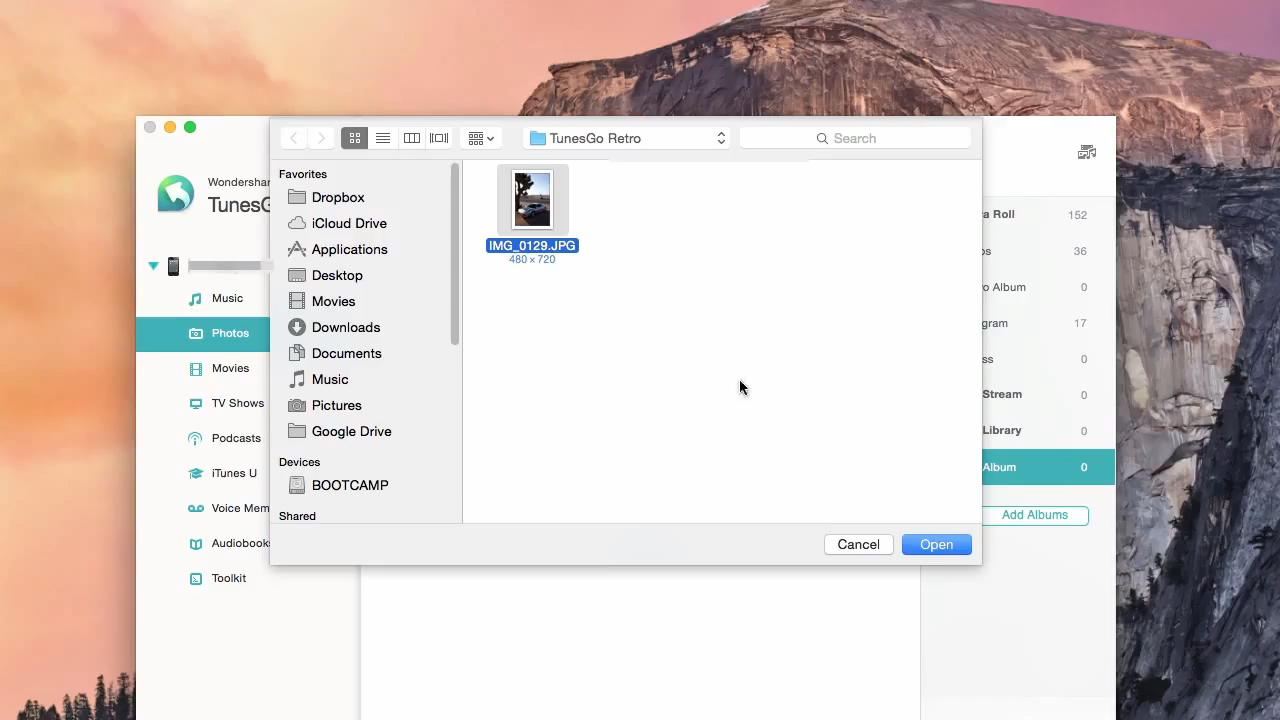 TunesGo Retro
Search
Wondershar
TunesG
Music
Photos
Movies
TV Shows
Podcasts
iTunes U
Voice Mem
Audiobook
Toolkit
Favorites
Dropbox
iCloud Drive
Applications
Desktop
Movies
Downloads
Documents
Music
Pictures
Google Drive
Devices
BOOTCAMP
Shared
IMG_0129.JPG
480 × 720
Cancel
Open
a Roll 152
os 36
o Album 0
gram 17
ss 0
Stream 0
Library 0
Album 0
Add Albums